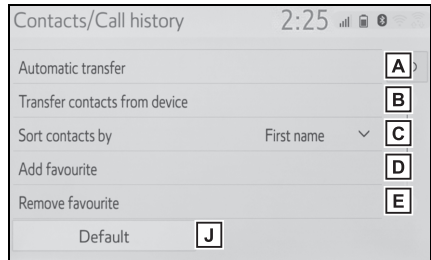 Contacts/Call history 2:25
Automatic transfer A
Transfer contacts from device B
Sort contacts by First name C
Add favourite D
Remove favourite E
Default J